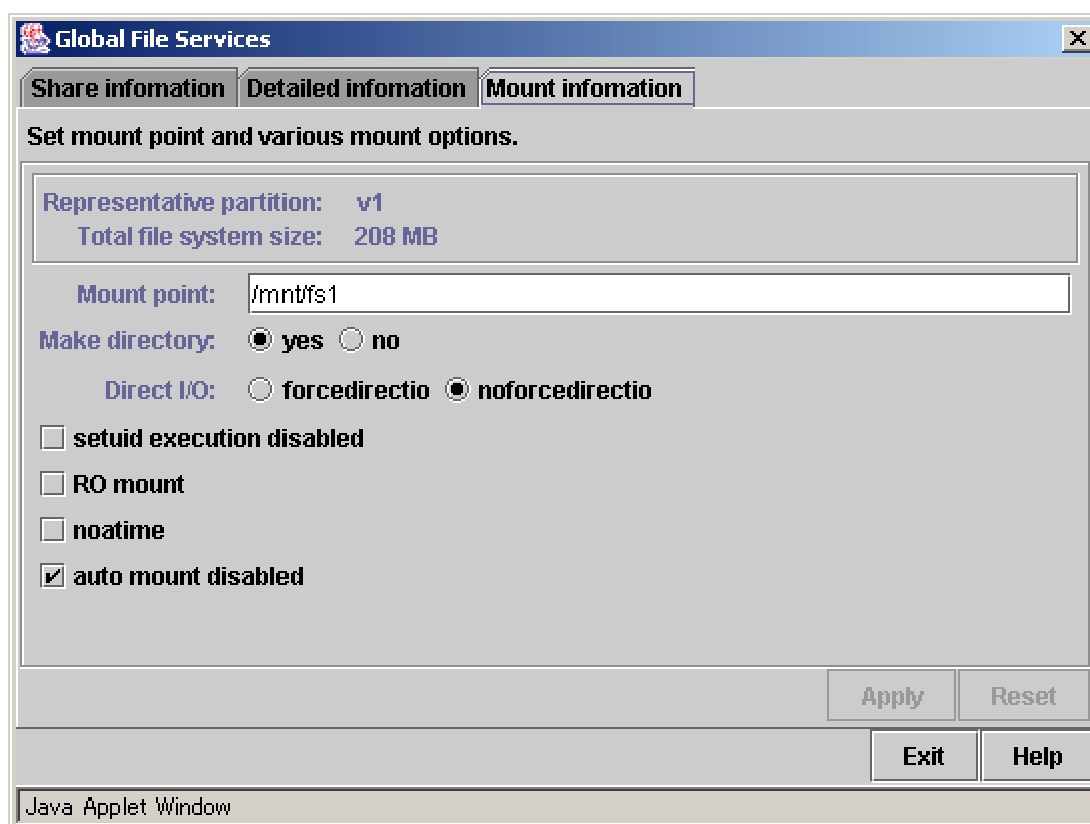 Global File Services
Share infomation Detailed infomation Mount infomation
Set mount point and various mount options.
Representative partition: v1
Total file system size: 208 MB
Mount point: /mnt/fs1
Make directory: yes no
Direct I/O: forcedirectio noforcedirectio
setuid execution disabled
RO mount
noatime
auto mount disabled
Apply Reset
Exit Help
Java Applet Window